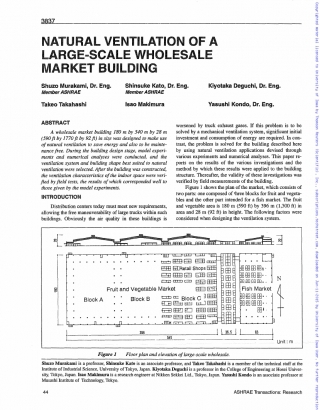 3837
NATURAL VENTILATION OF A
LARGE-SCALE WHOLESALE
MARKET BUILDING
Shuzo Murakami, Dr. Eng.
Member ASHRAE
Shinsuke Kato, Dr. Eng.
Member ASHRAE
Kiyotaka Deguchi, Dr. Eng.
Takeo Takahashi
Isao Makimura
Yasushi Kondo, Dr. Eng.
ABSTRACT
A wholesale market building 180 m by 540 m by 28 m
(590 ft by 1770 ft by 92 ft) in size was designed to make use
of natural ventilation to save energy and also to be mainte-
nance free. During the building design stage, model experi-
ments and numerical analyses were conducted, and the
ventilation system and building shape best suited to natural
ventilation were selected. After the building was constructed,
the ventilation characteristics of the indoor space were veri-
fied by field tests, the results of which corresponded well to
those given by the model experiments.
INTRODUCTION
Distribution centers today must meet new requirements,
allowing the free maneuverability of large trucks within such
buildings. Obviously the air quality in these buildings is
worsened by truck exhaust gases. If this problem is to be
solved by a mechanical ventilation system, significant initial
investment and consumption of energy are required. In con-
trast, the problem is solved for the building described here
by using natural ventilation applications devised through
various experiments and numerical analyses. This paper re-
ports on the results of the various investigations and the
method by which these results were applied to the building
structure. Thereafter, the validity of these investigations was
verified by field measurements of the building.
Figure 1 shows the plan of the market, which consists of
two parts: one composed of three blocks for fruit and vegeta-
bles and the other part intended for a fish market. The fruit
and vegetable area is 180 m (590 ft) by 396 m (1,300 ft) in
area and 28 m (92 ft) in height. The following factors were
considered when designing the ventilation system.
Retail Shops
Fruit and Vegetable Market
Fish Market
Block A
Block B
Block C
N
Unit : m
Figure 1 Floor plan and elevation of large-scale wholesale.
Shuzo Murakami is a professor, Shinsuke Kato is an associate professor, and Takeo Takahashi is a member of the technical staff at the
Institute of Industrial Science, University of Tokyo, Japan. Kiyotaka Deguchi is a professor in the College of Engineering at Hosei Univer-
sity, Tokyo, Japan. Isao Makimura is a research engineer at Nikken Sekkei Ltd., Tokyo, Japan. Yasushi Kondo is an associate professor at
Musashi Institute of Technology, Tokyo.
44
ASHRAE Transactions: Research